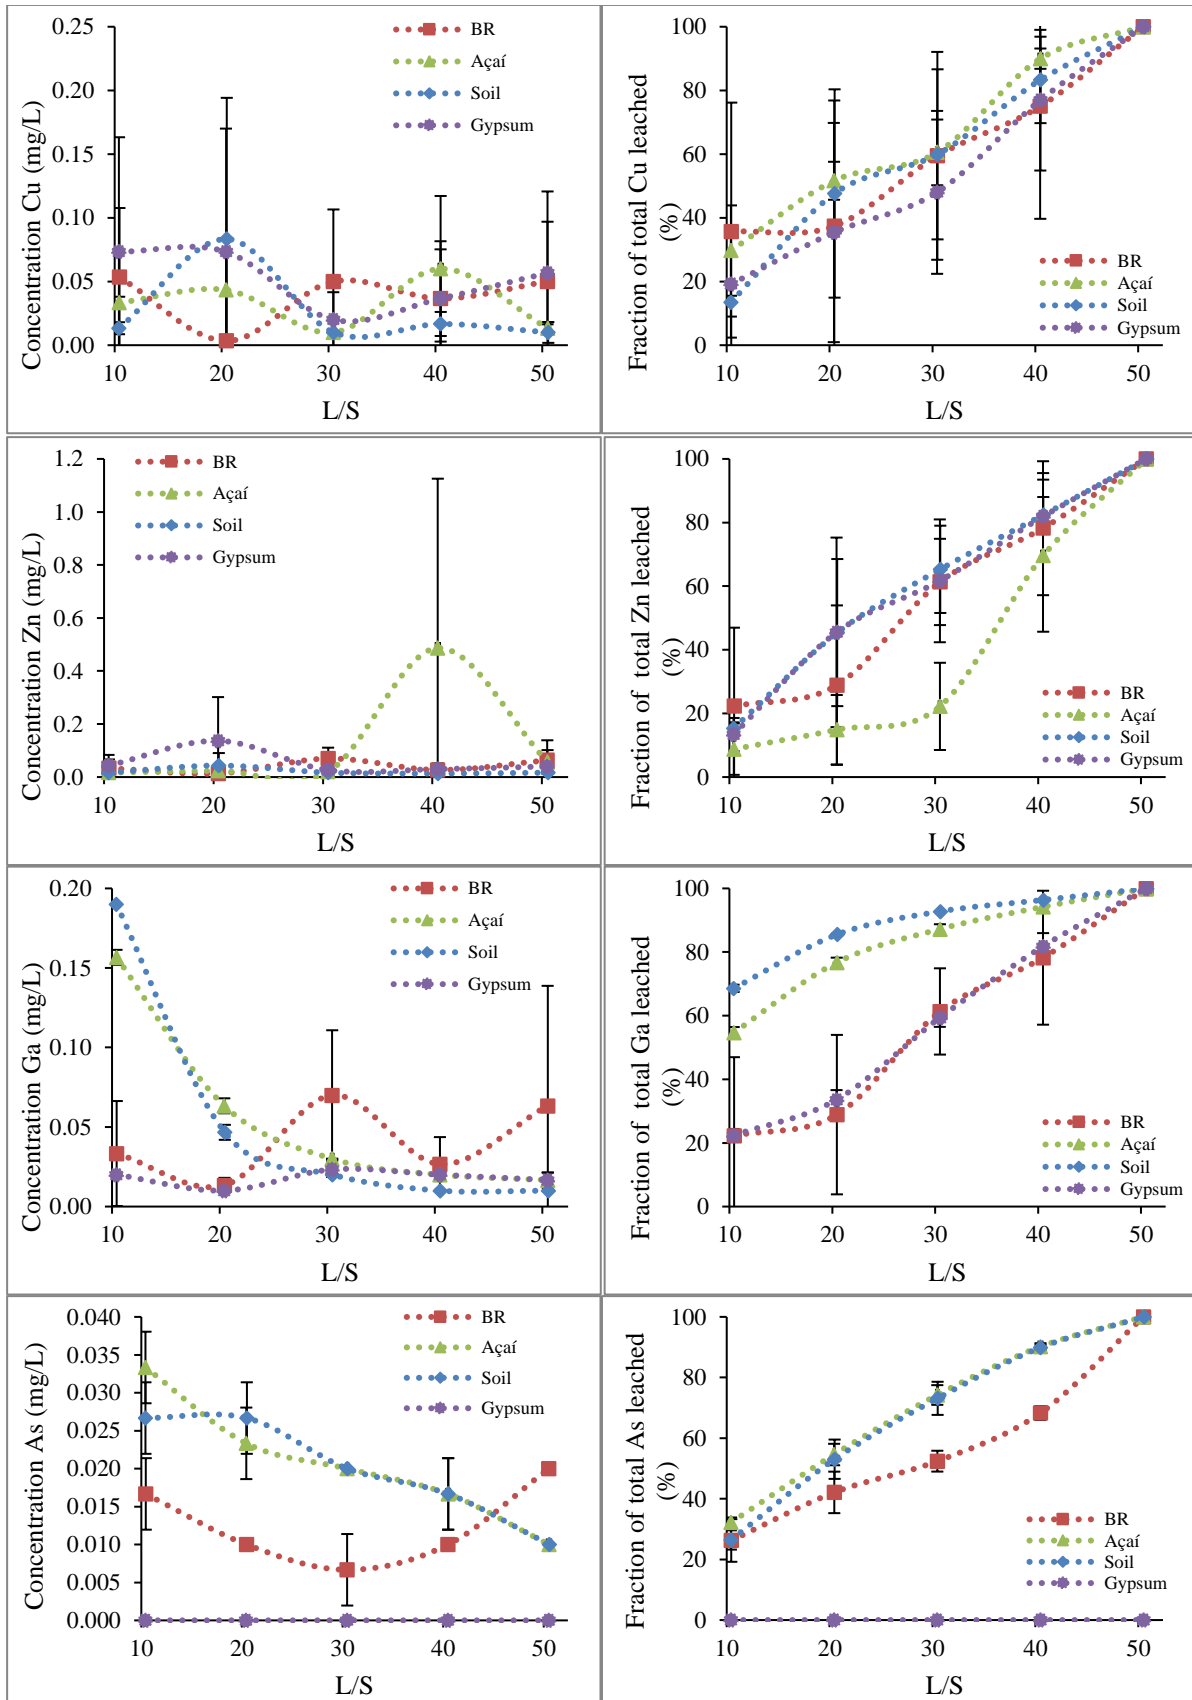 Concentration Cu (mg/L)
0.25
0.20
0.15
0.10
0.05
0.00
10 20 30 40 50
L/S
BR
Açaí
Soil
Gypsum
Fraction of total Cu leached
(%)
100
80
60
40
20
0
10 20 30 40 50
L/S
BR
Açaí
Soil
Gypsum
Concentration Zn (mg/L)
1.2
1.0
0.8
0.6
0.4
0.2
0.0
10 20 30 40 50
L/S
BR
Açaí
Soil
Gypsum
Fraction of total Zn leached
(%)
100
80
60
40
20
0
10 20 30 40 50
L/S
BR
Açaí
Soil
Gypsum
Concentration Ga (mg/L)
0.20
0.15
0.10
0.05
0.00
10 20 30 40 50
L/S
BR
Açaí
Soil
Gypsum
Fraction of total Ga leached
(%)
100
80
60
40
20
0
10 20 30 40 50
L/S
BR
Açaí
Soil
Gypsum
Concentration As (mg/L)
0.040
0.035
0.030
0.025
0.020
0.015
0.010
0.005
0.000
10 20 30 40 50
L/S
BR
Açaí
Soil
Gypsum
Fraction of total As leached
(%)
100
80
60
40
20
0
10 20 30 40 50
L/S
BR
Açaí
Soil
Gypsum